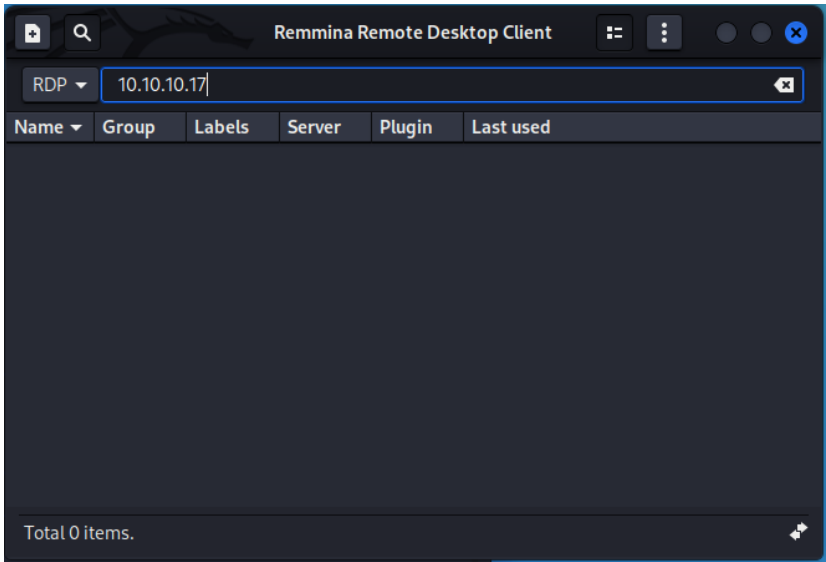 Remmina Remote Desktop Client
RDP 10.10.10.17
Name Group Labels Server Plugin Last used
Total 0 items.